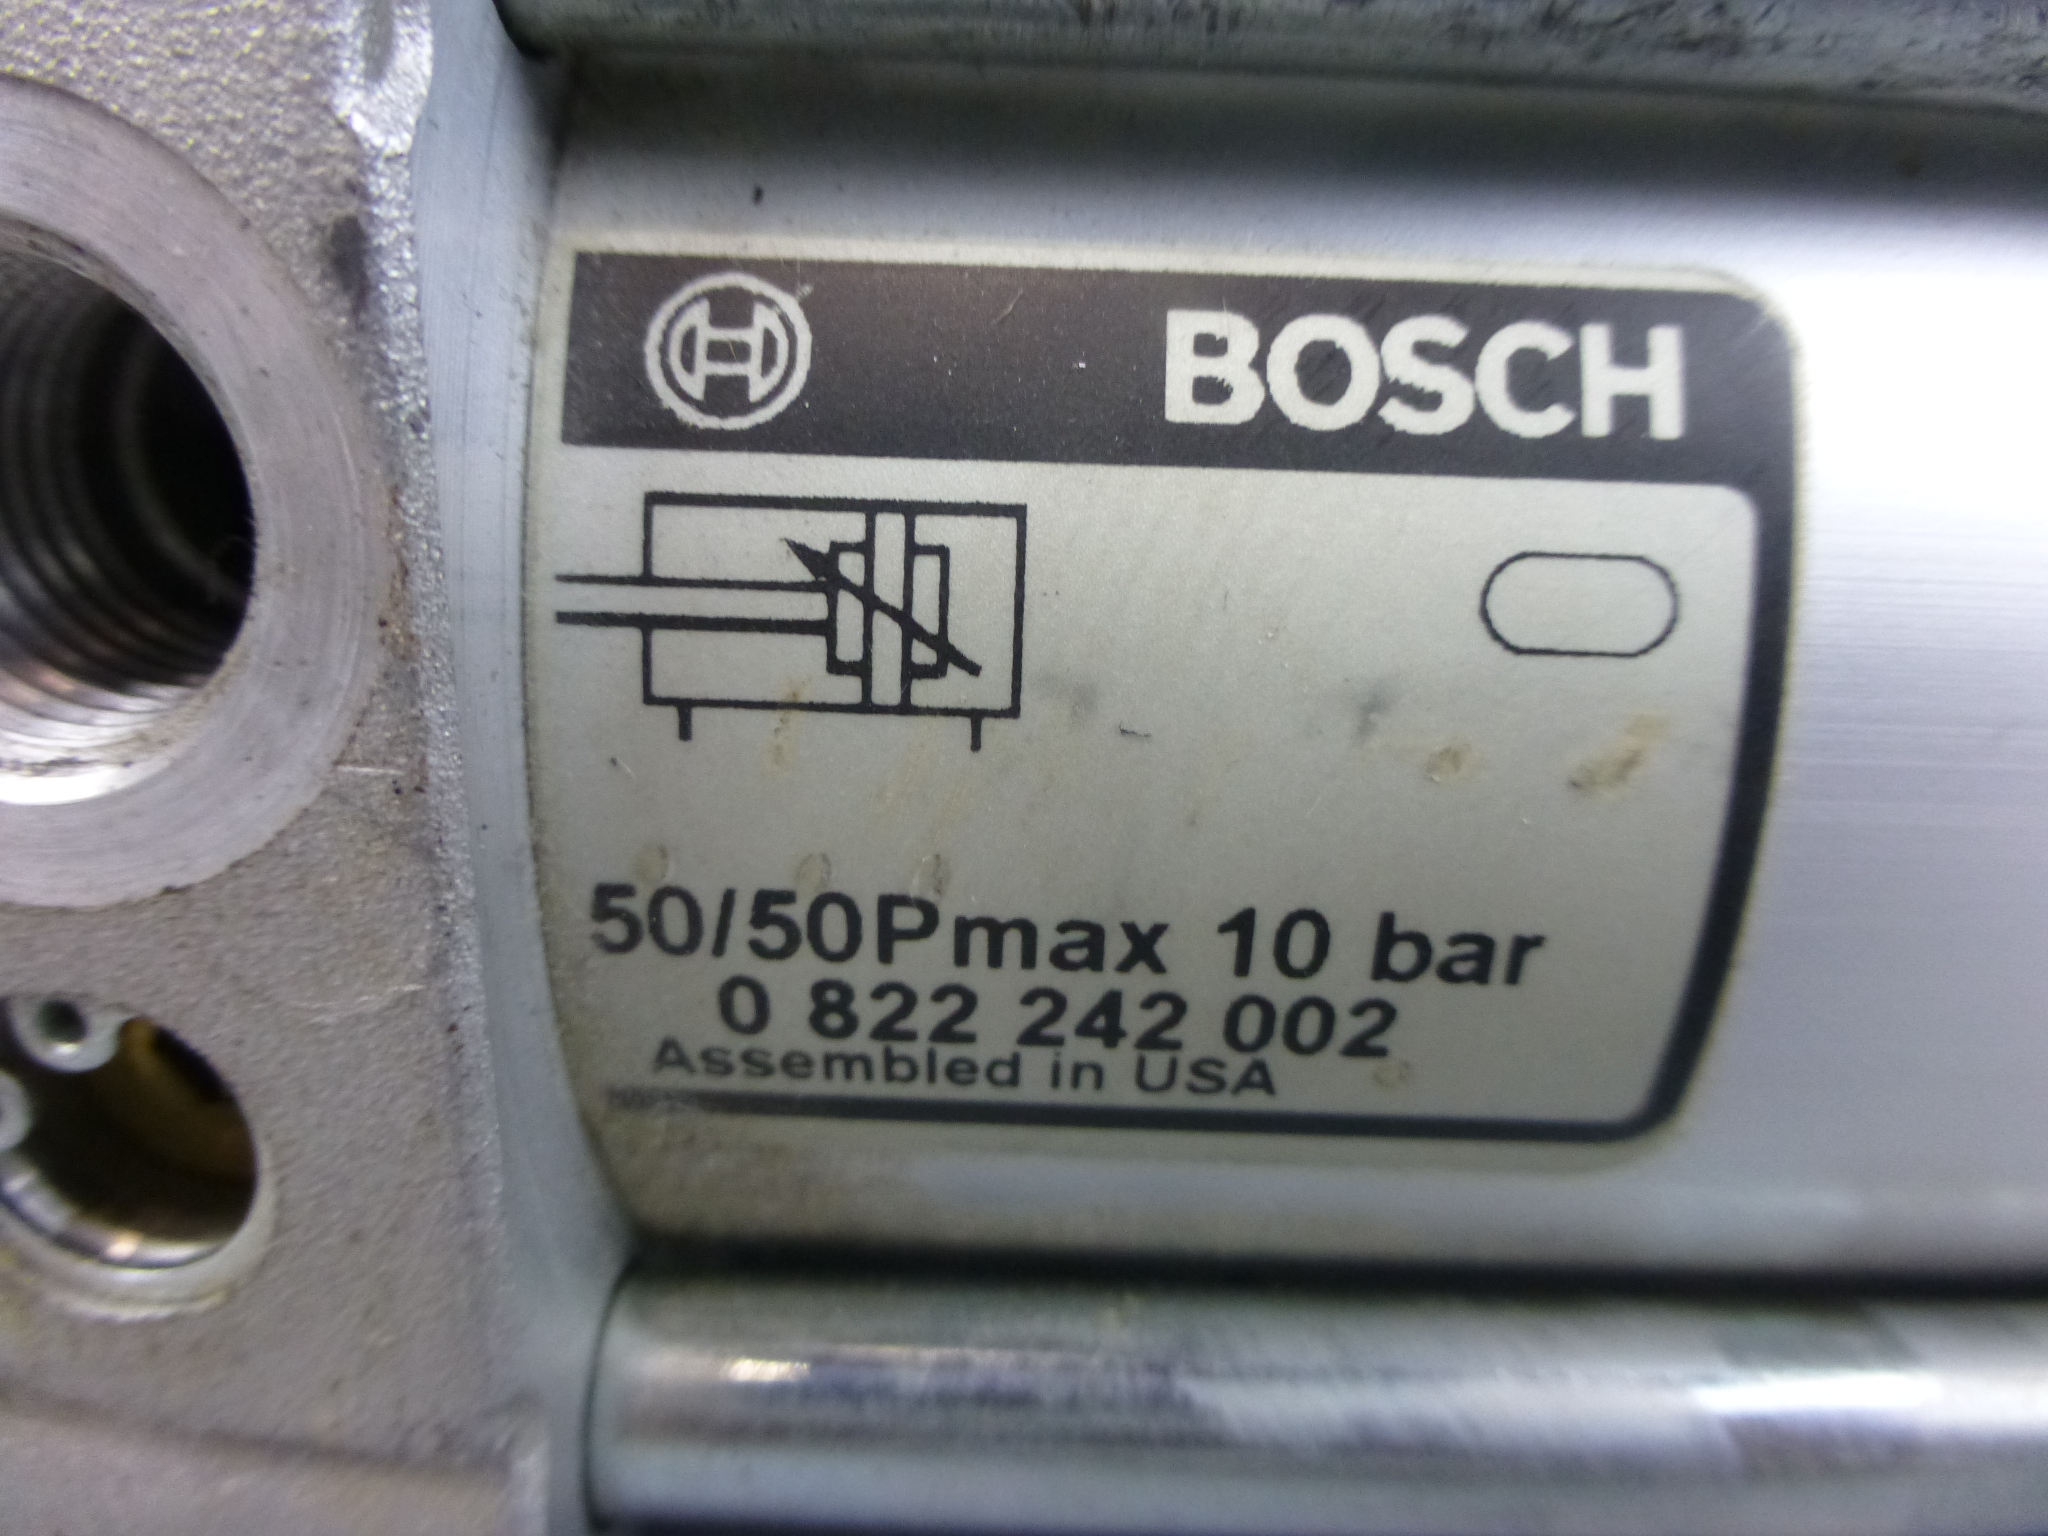 BOSCH
50/50Pmax 10 bar
0 822 242 002
Assembled in USA